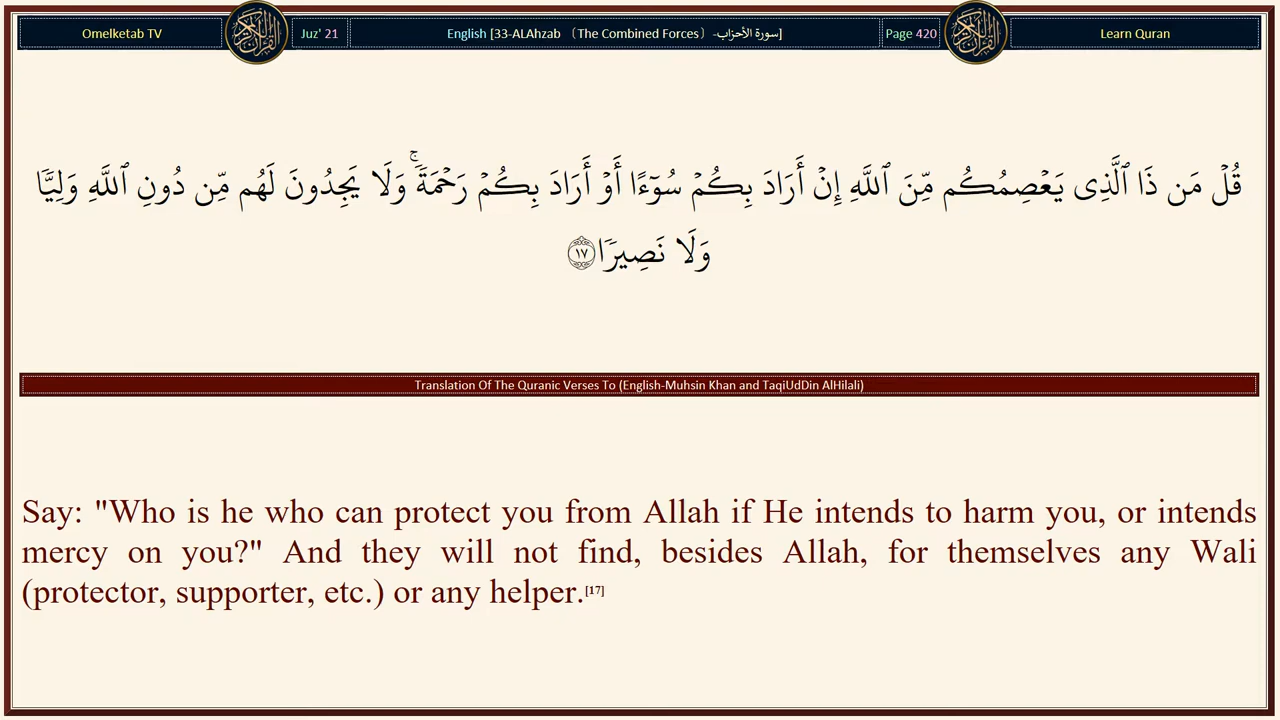 Omelketab TV
Juz' 21
English [33-ALAhzab (The Combined Forces) -سورة الأحزاب]
Page 420
Learn Quran
قُلْ مَن ذَا ٱلَّذِى يَعْصِمُكُم مِّنَ ٱللَّهِ إِنْ أَرَادَ بِكُمْ سُوٓءًا أَوْ أَرَادَ بِكُمْ رَحْمَةً ۚ وَلَا يَجِدُونَ لَهُم مِّن دُونِ ٱللَّهِ وَلِيًّا
وَلَا نَصِيرًا ١٧
Translation Of The Quranic Verses To (English-Muhsin Khan and TaqiUdDin AlHilali)
Say: "Who is he who can protect you from Allah if He intends to harm you, or intends
mercy on you?" And they will not find, besides Allah, for themselves any Wali
(protector, supporter, etc.) or any helper.[17]